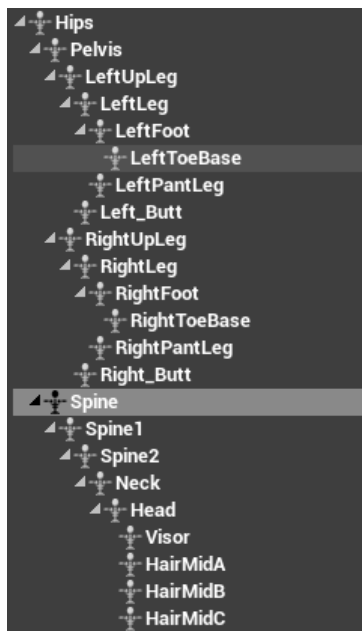 Hips
Pelvis
LeftUpLeg
LeftLeg
LeftFoot
LeftToeBase
LeftPantLeg
Left_Butt
RightUpLeg
RightLeg
RightFoot
RightToeBase
RightPantLeg
Right_Butt
Spine
Spine1
Spine2
Neck
Head
Visor
HairMidA
HairMidB
HairMidC